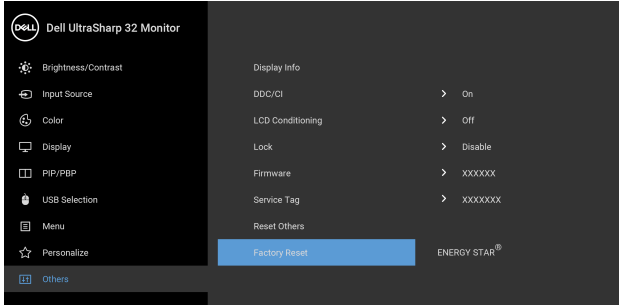 DELL Dell UltraSharp 32 Monitor
Brightness/Contrast Display Info
Input Source DDC/CI On
Color LCD Conditioning Off
Display Lock Disable
PIP/PBP Firmware XXXXXX
USB Selection Service Tag XXXXXXX
Menu Reset Others
Personalize Factory Reset ENERGY STAR®
Others